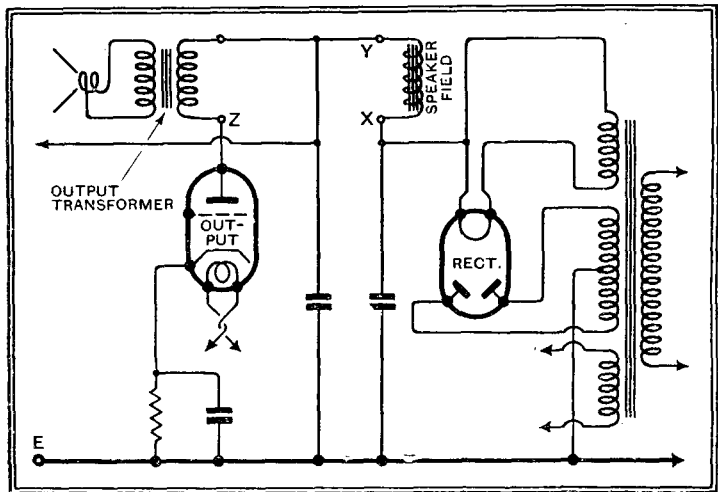 Y
SPEAKER
FIELD
Z
X
OUTPUT
TRANSFORMER
OUT-
PUT
RECT.
E